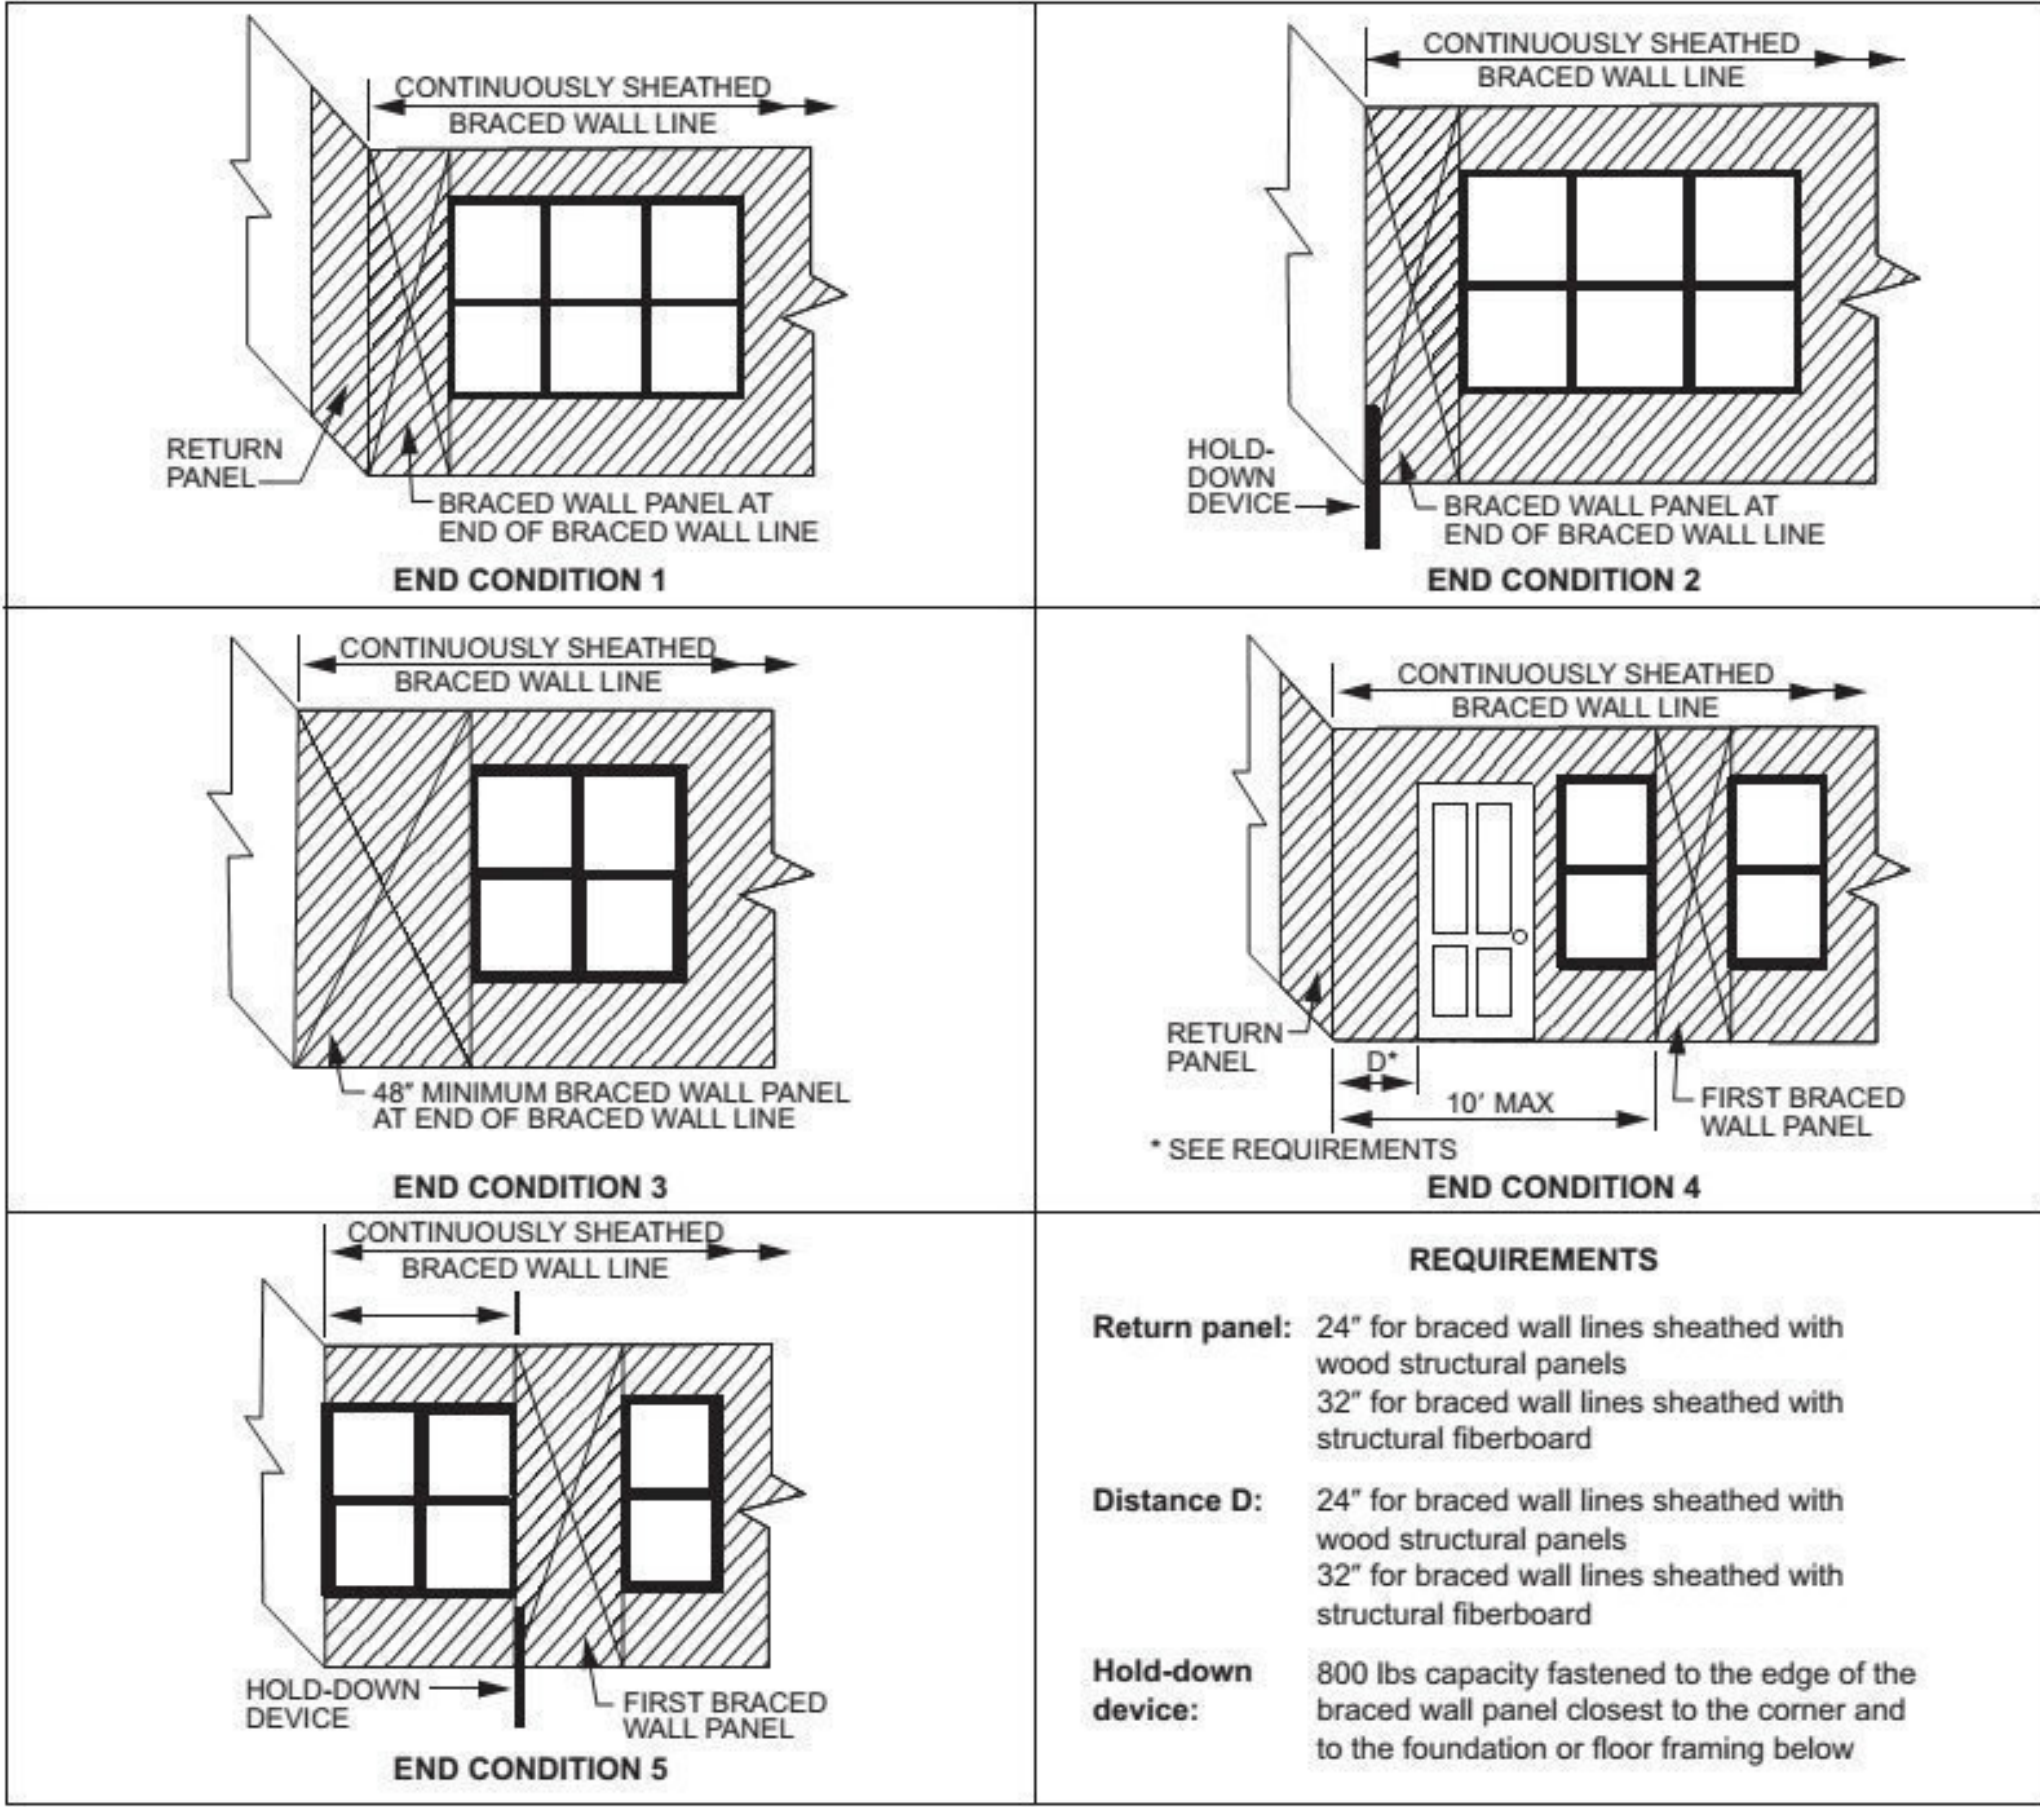 CONTINUOUSLY SHEATHED
BRACED WALL LINE
RETURN
PANEL
BRACED WALL PANEL AT
END OF BRACED WALL LINE
END CONDITION 1
CONTINUOUSLY SHEATHED
BRACED WALL LINE
HOLD-
DOWN
DEVICE
BRACED WALL PANEL AT
END OF BRACED WALL LINE
END CONDITION 2
CONTINUOUSLY SHEATHED
BRACED WALL LINE
48″ MINIMUM BRACED WALL PANEL
AT END OF BRACED WALL LINE
END CONDITION 3
CONTINUOUSLY SHEATHED
BRACED WALL LINE
RETURN
PANEL
D*
10′ MAX
FIRST BRACED
WALL PANEL
* SEE REQUIREMENTS
END CONDITION 4
CONTINUOUSLY SHEATHED
BRACED WALL LINE
HOLD-DOWN
DEVICE
FIRST BRACED
WALL PANEL
END CONDITION 5
REQUIREMENTS
Return panel: 24″ for braced wall lines sheathed with
wood structural panels
32″ for braced wall lines sheathed with
structural fiberboard
Distance D: 24″ for braced wall lines sheathed with
wood structural panels
32″ for braced wall lines sheathed with
structural fiberboard
Hold-down 800 lbs capacity fastened to the edge of the
device: braced wall panel closest to the corner and
to the foundation or floor framing below